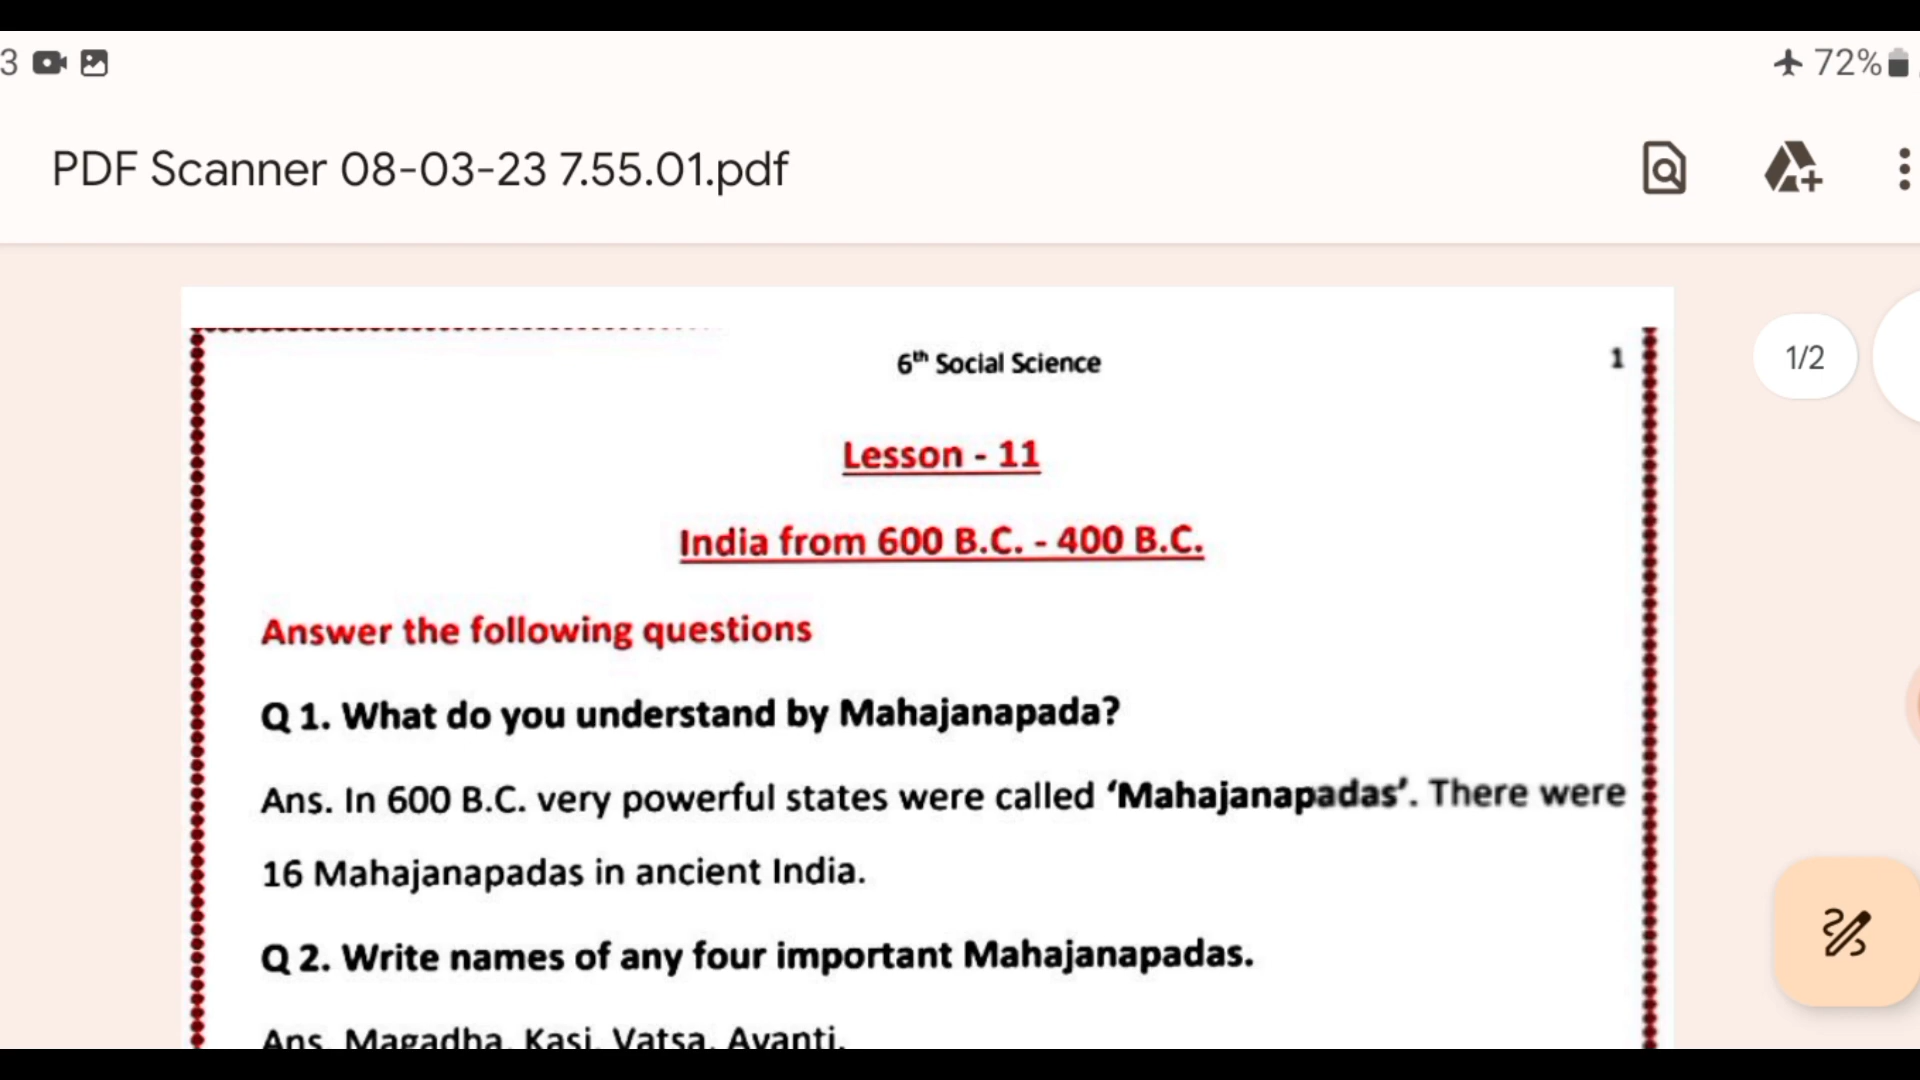 3
72%
PDF Scanner 08-03-23 7.55.01.pdf
6th Social Science
1
1/2
Lesson - 11
India from 600 B.C. - 400 B.C.
Answer the following questions
Q 1. What do you understand by Mahajanapada?
Ans. In 600 B.C. very powerful states were called ‘Mahajanapadas’. There were
16 Mahajanapadas in ancient India.
Q 2. Write names of any four important Mahajanapadas.
Ans. Magadha, Kasi, Vatsa, Avanti.